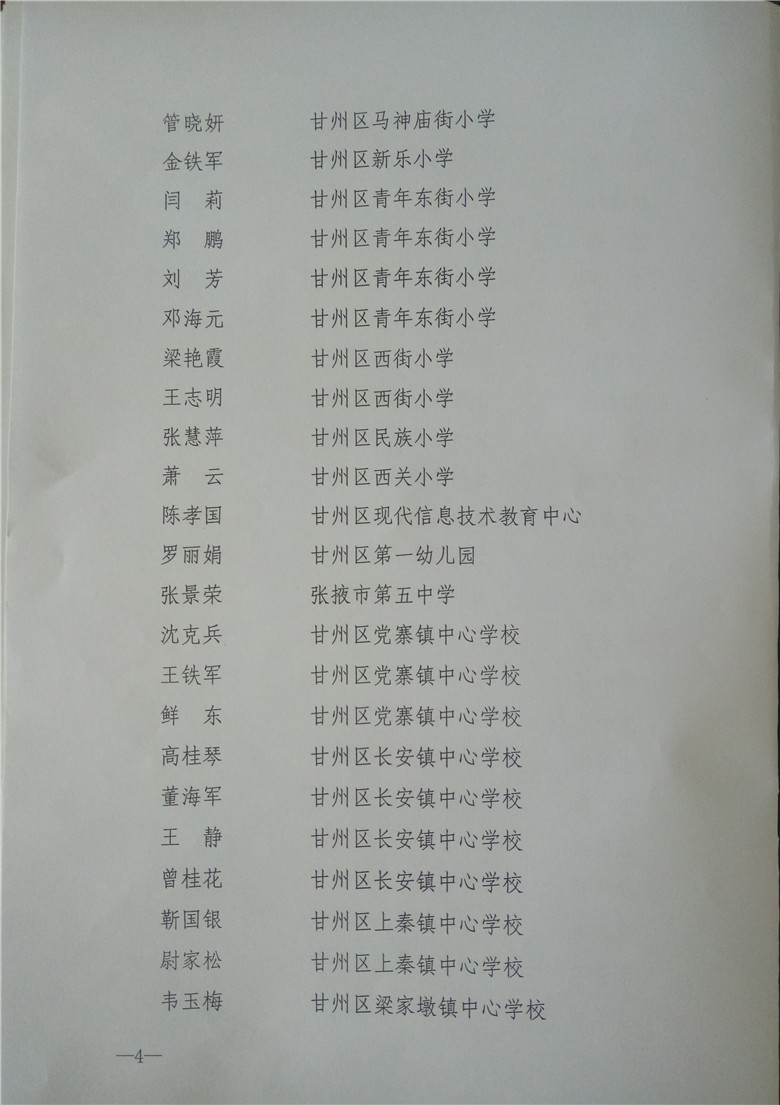 管晓妍 甘州区马神庙街小学
金铁军 甘州区新乐小学
闫　莉 甘州区青年东街小学
郑　鹏 甘州区青年东街小学
刘　芳 甘州区青年东街小学
邓海元 甘州区青年东街小学
梁艳霞 甘州区西街小学
王志明 甘州区西街小学
张慧萍 甘州区民族小学
萧　云 甘州区西关小学
陈孝国 甘州区现代信息技术教育中心
罗丽娟 甘州区第一幼儿园
张景荣 张掖市第五中学
沈克兵 甘州区党寨镇中心学校
王铁军 甘州区党寨镇中心学校
鲜　东 甘州区党寨镇中心学校
高桂琴 甘州区长安镇中心学校
董海军 甘州区长安镇中心学校
王　静 甘州区长安镇中心学校
曾桂花 甘州区长安镇中心学校
靳国银 甘州区上秦镇中心学校
尉家松 甘州区上秦镇中心学校
韦玉梅 甘州区梁家墩镇中心学校
—4—